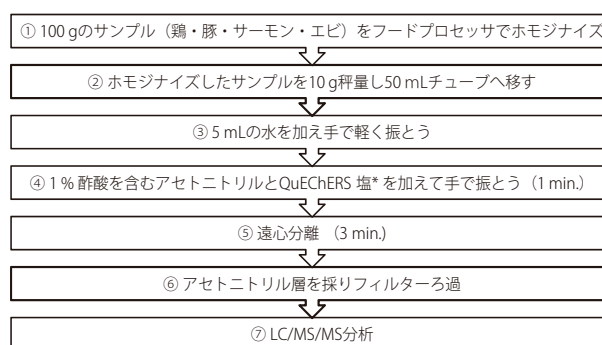 ① 100 gのサンプル（鶏・豚・サーモン・エビ）をフードプロセッサでホモジナイズ
② ホモジナイズしたサンプルを10 g秤量し50 mLチューブへ移す
③ 5 mLの水を加え手で軽く振とう
④ 1 % 酢酸を含むアセトニトリルとQuEChERS 塩* を加えて手で振とう（1 min.）
⑤ 遠心分離 （3 min.)
⑥ アセトニトリル層を採りフィルターろ過
⑦ LC/MS/MS分析